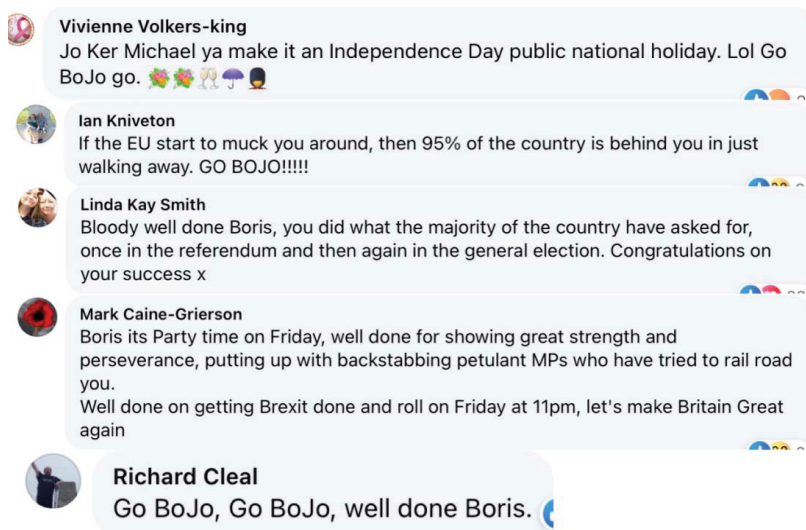 Vivienne Volkers-king
Jo Ker Michael ya make it an Independence Day public national holiday. Lol Go
BoJo go. 💐💐🥂☂️💂
Ian Kniveton
If the EU start to muck you around, then 95% of the country is behind you in just
walking away. GO BOJO!!!!!
Linda Kay Smith
Bloody well done Boris, you did what the majority of the country have asked for,
once in the referendum and then again in the general election. Congratulations on
your success x
Mark Caine-Grierson
Boris its Party time on Friday, well done for showing great strength and
perseverance, putting up with backstabbing petulant MPs who have tried to rail road
you.
Well done on getting Brexit done and roll on Friday at 11pm, let's make Britain Great
again
Richard Cleal
Go BoJo, Go BoJo, well done Boris.